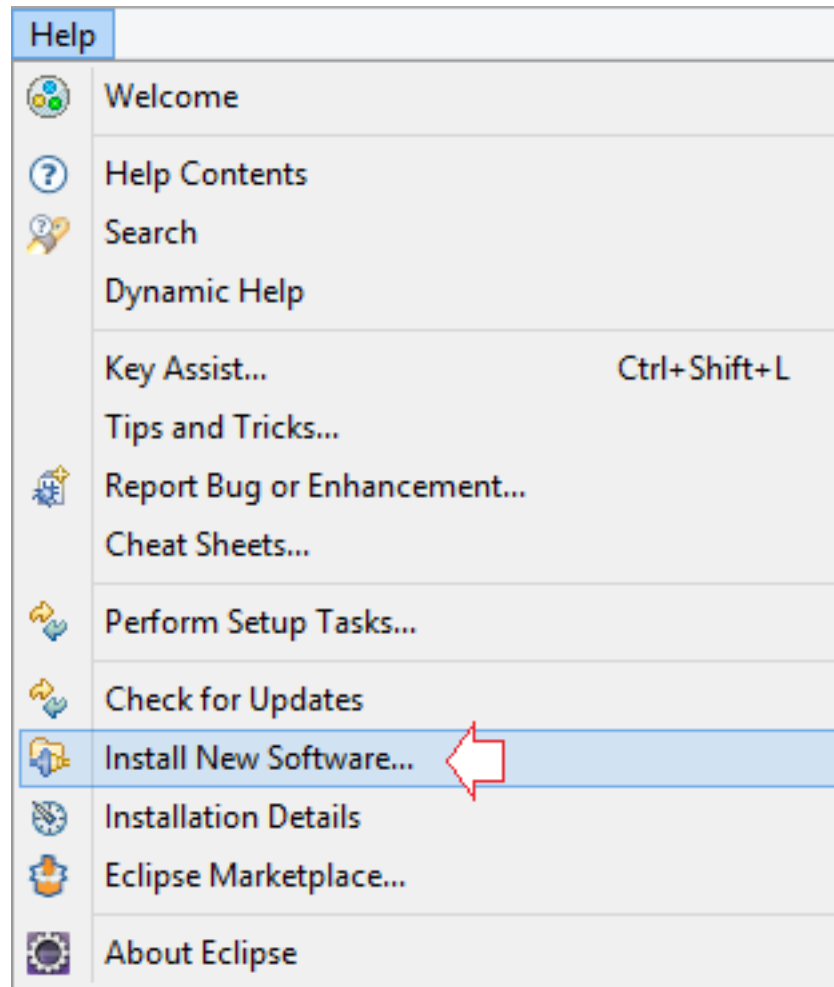 Help
Welcome
Help Contents
Search
Dynamic Help
Key Assist... Ctrl+Shift+L
Tips and Tricks...
Report Bug or Enhancement...
Cheat Sheets...
Perform Setup Tasks...
Check for Updates
Install New Software...
Installation Details
Eclipse Marketplace...
About Eclipse